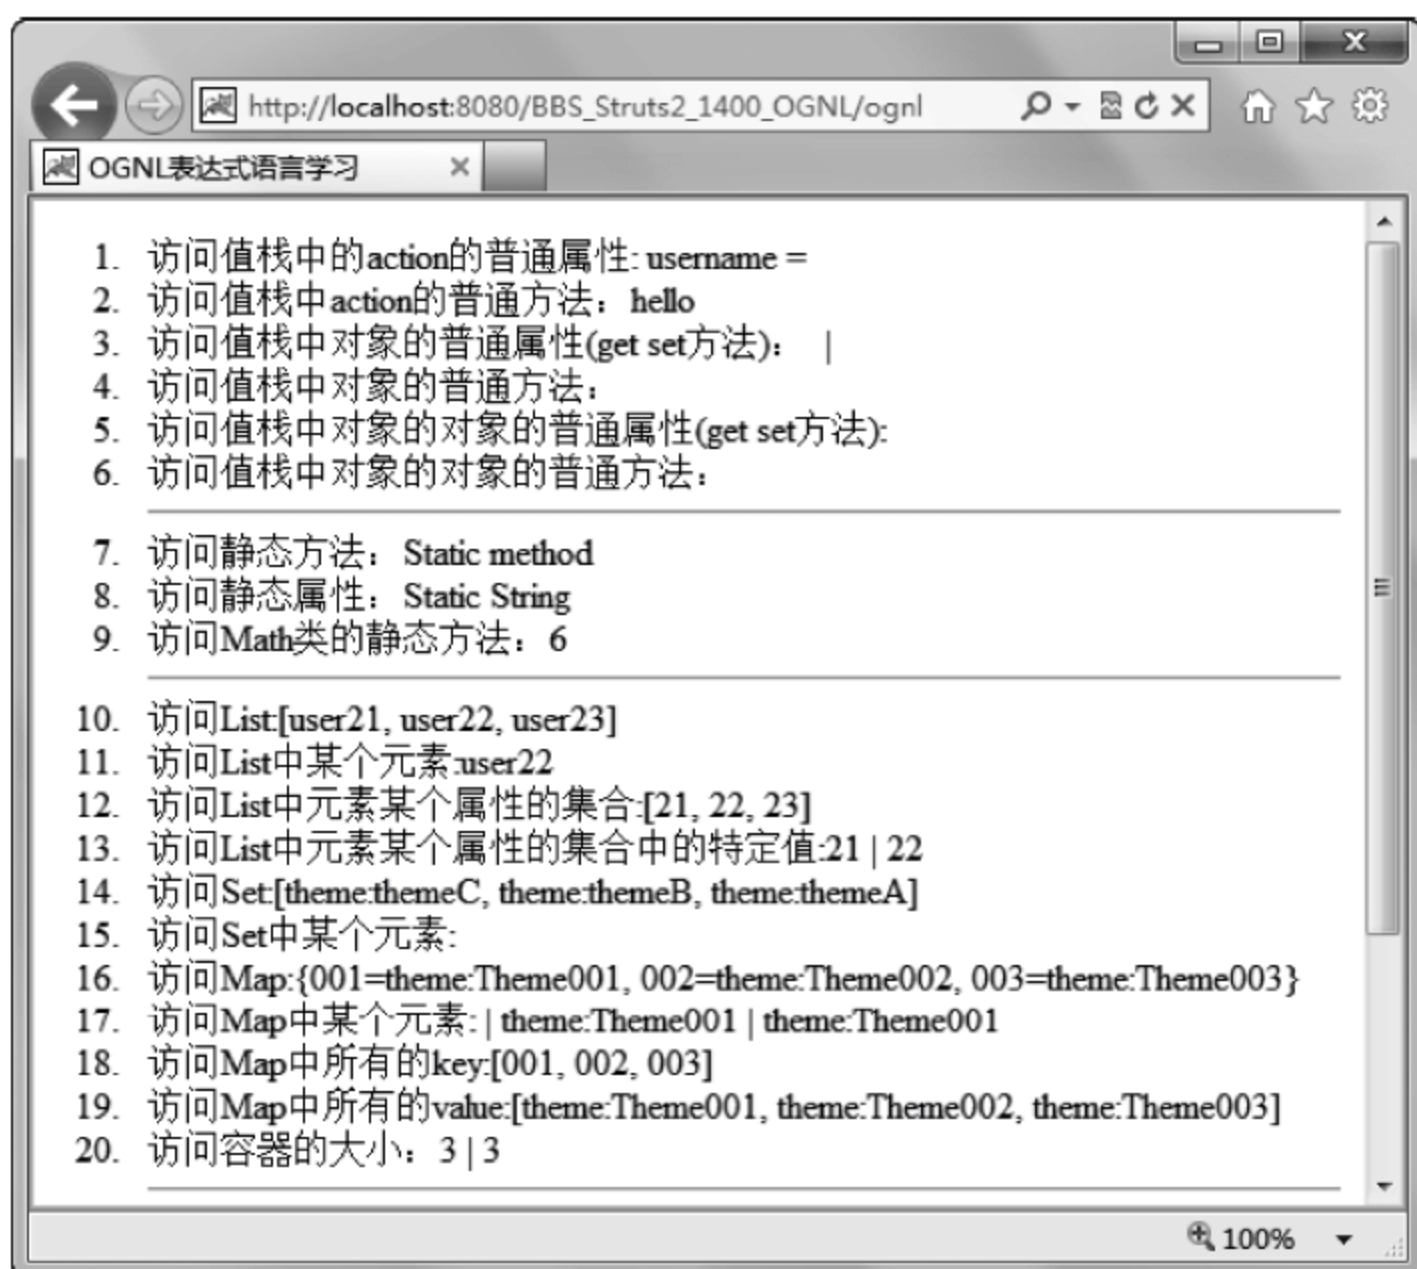 http://localhost:8080/BBS_Struts2_1400_OGNL/ognl
OGNL表达式语言学习
1. 访问值栈中的action的普通属性: username =
2. 访问值栈中action的普通方法：hello
3. 访问值栈中对象的普通属性(get set方法)： |
4. 访问值栈中对象的普通方法：
5. 访问值栈中对象的对象的普通属性(get set方法):
6. 访问值栈中对象的对象的普通方法：
7. 访问静态方法：Static method
8. 访问静态属性：Static String
9. 访问Math类的静态方法：6
10. 访问List:[user21, user22, user23]
11. 访问List中某个元素:user22
12. 访问List中元素某个属性的集合:[21, 22, 23]
13. 访问List中元素某个属性的集合中的特定值:21 | 22
14. 访问Set:[theme:themeC, theme:themeB, theme:themeA]
15. 访问Set中某个元素:
16. 访问Map:{001=theme:Theme001, 002=theme:Theme002, 003=theme:Theme003}
17. 访问Map中某个元素: | theme:Theme001 | theme:Theme001
18. 访问Map中所有的key:[001, 002, 003]
19. 访问Map中所有的value:[theme:Theme001, theme:Theme002, theme:Theme003]
20. 访问容器的大小：3 | 3
100%